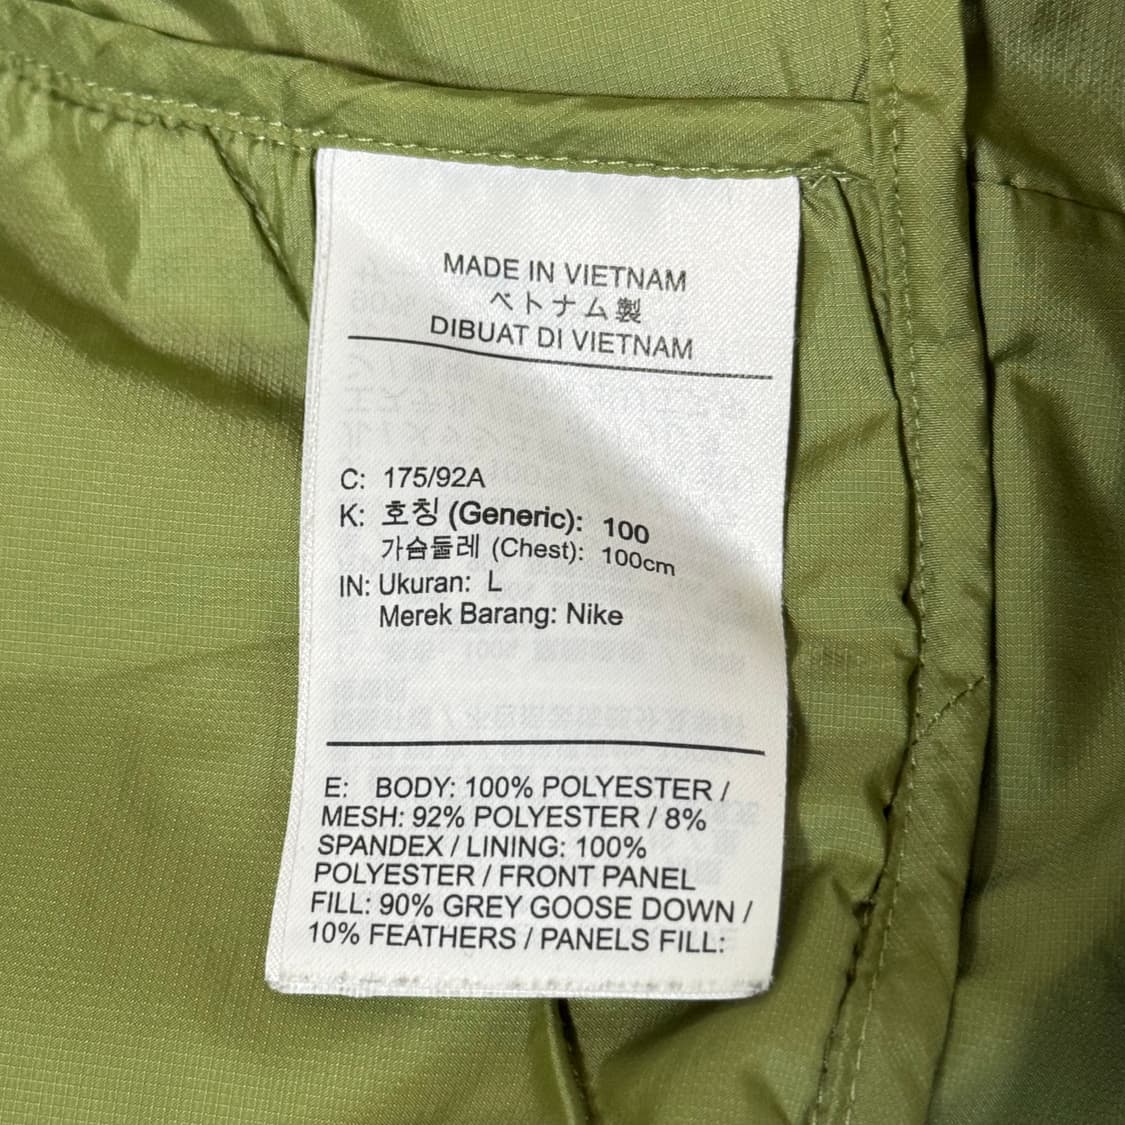 MADE IN VIETNAM
ベトナム製
DIBUAT DI VIETNAM
C: 175/92A
K: 호칭 (Generic): 100
가슴둘레 (Chest): 100cm
IN: Ukuran: L
Merek Barang: Nike
E: BODY: 100% POLYESTER /
MESH: 92% POLYESTER / 8%
SPANDEX / LINING: 100%
POLYESTER / FRONT PANEL
FILL: 90% GREY GOOSE DOWN /
10% FEATHERS / PANELS FILL: